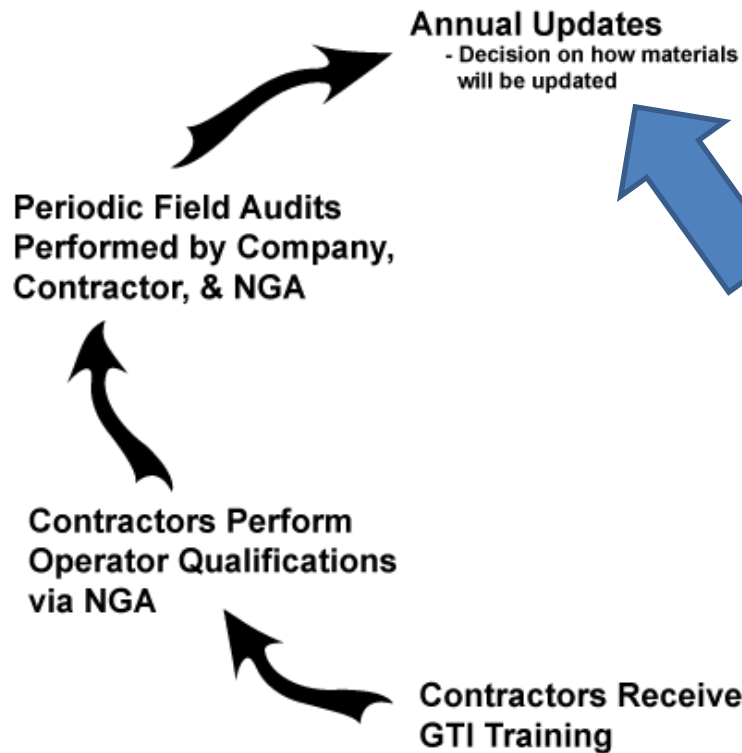 Annual Updates
- Decision on how materials
will be updated
Periodic Field Audits
Performed by Company,
Contractor, & NGA
Contractors Perform
Operator Qualifications
via NGA
Contractors Receive
GTI Training